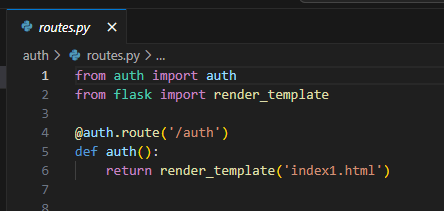 routes.py
auth > routes.py > ...
1 from auth import auth
2 from flask import render_template
3
4 @auth.route('/auth')
5 def auth():
6     return render_template('index1.html')
7
8